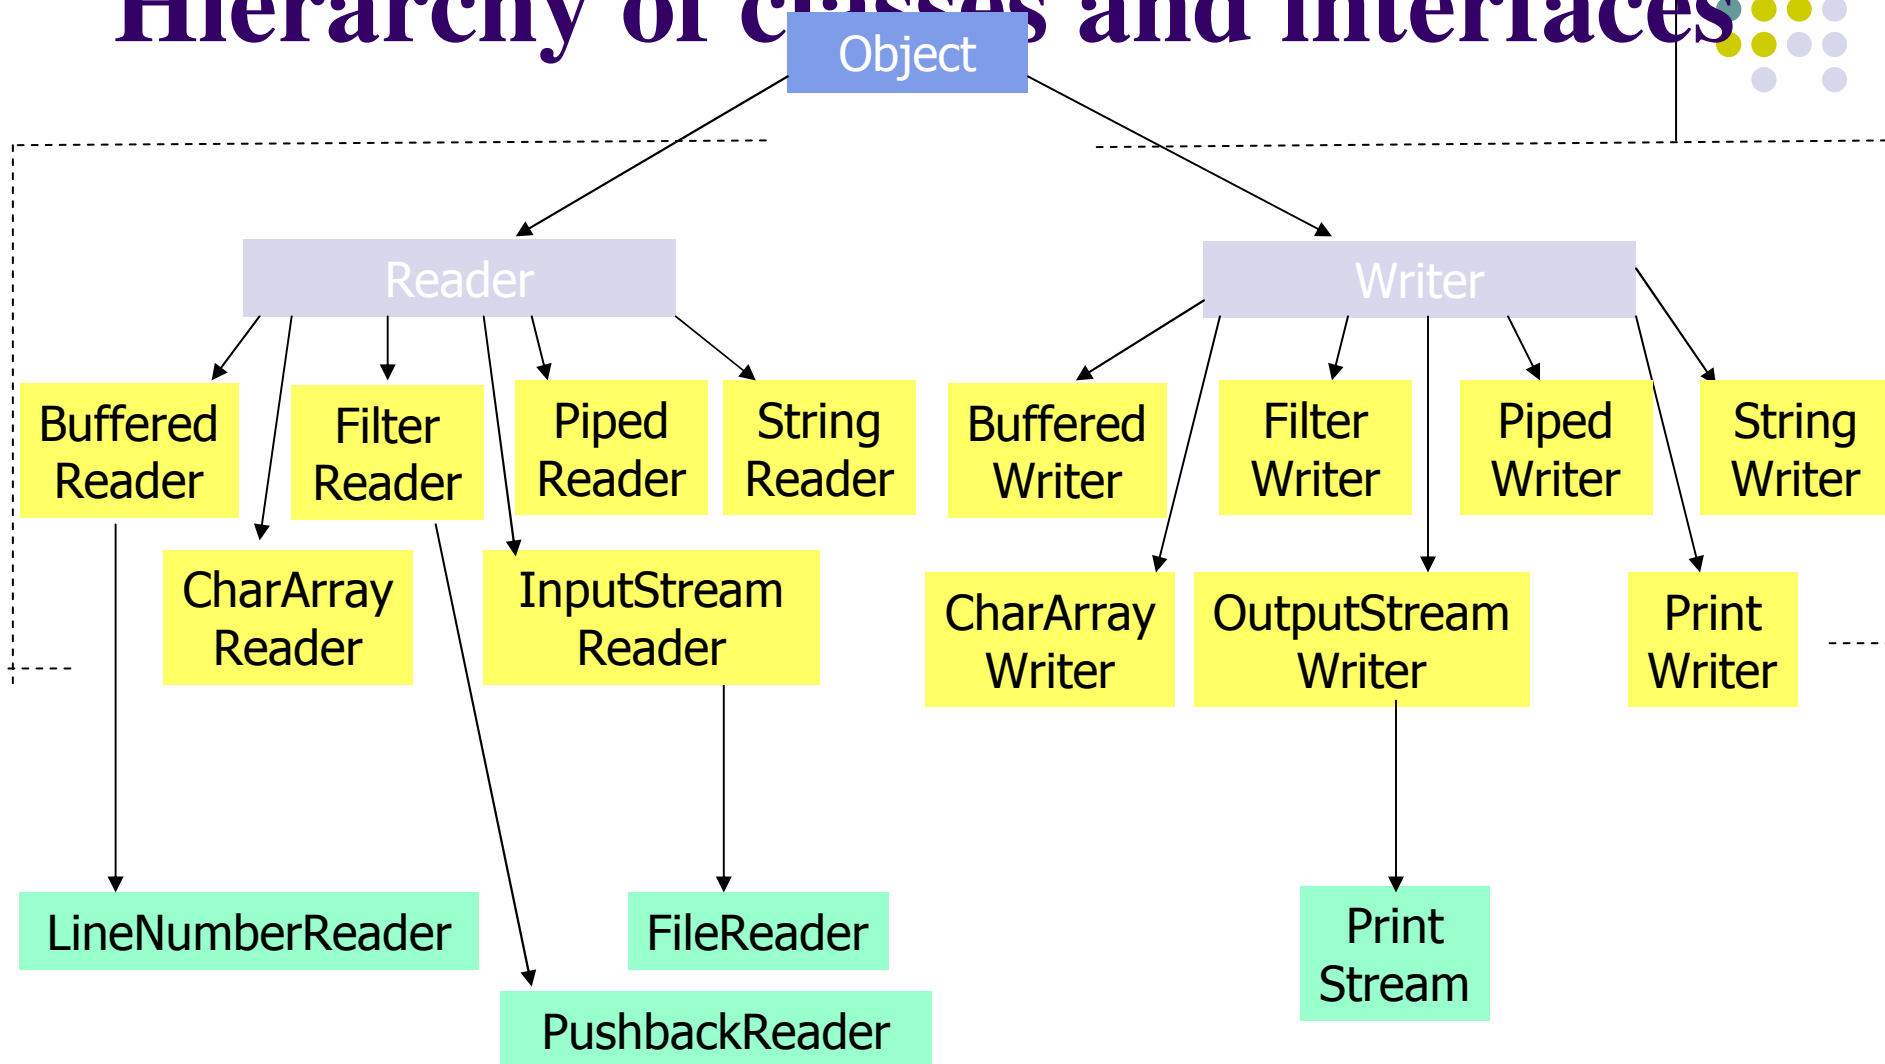 Hierarchy of classes and interfaces
Object
Reader
Writer
Buffered
Reader
Filter
Reader
Piped
Reader
String
Reader
Buffered
Writer
Filter
Writer
Piped
Writer
String
Writer
CharArray
Reader
InputStream
Reader
CharArray
Writer
OutputStream
Writer
Print
Writer
LineNumberReader
FileReader
Print
Stream
PushbackReader